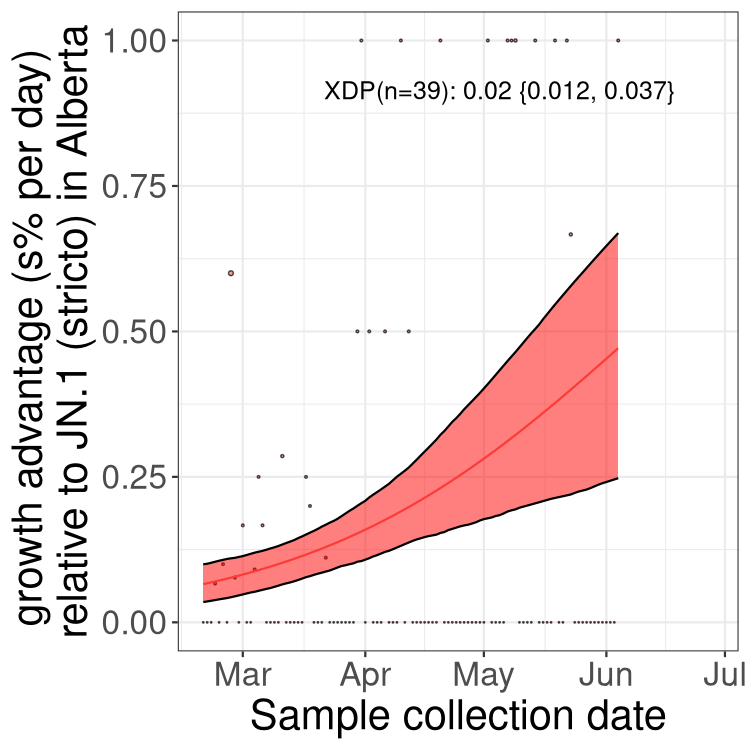 growth advantage (s% per day)
relative to JN.1 (stricto) in Alberta
1.00
0.75
0.50
0.25
0.00
XDP(n=39): 0.02 {0.012, 0.037}
Mar Apr May Jun Jul
Sample collection date